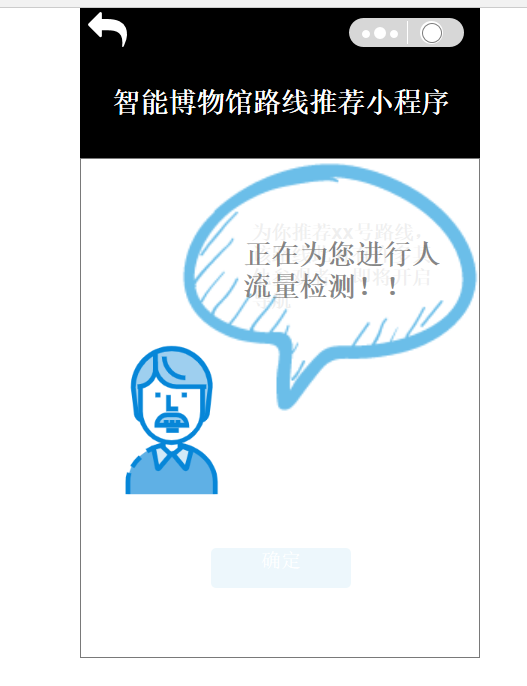 智能博物馆路线推荐小程序
为你推荐xx号路线，
正在为您进行人
即将开启
流量检测！！
确定